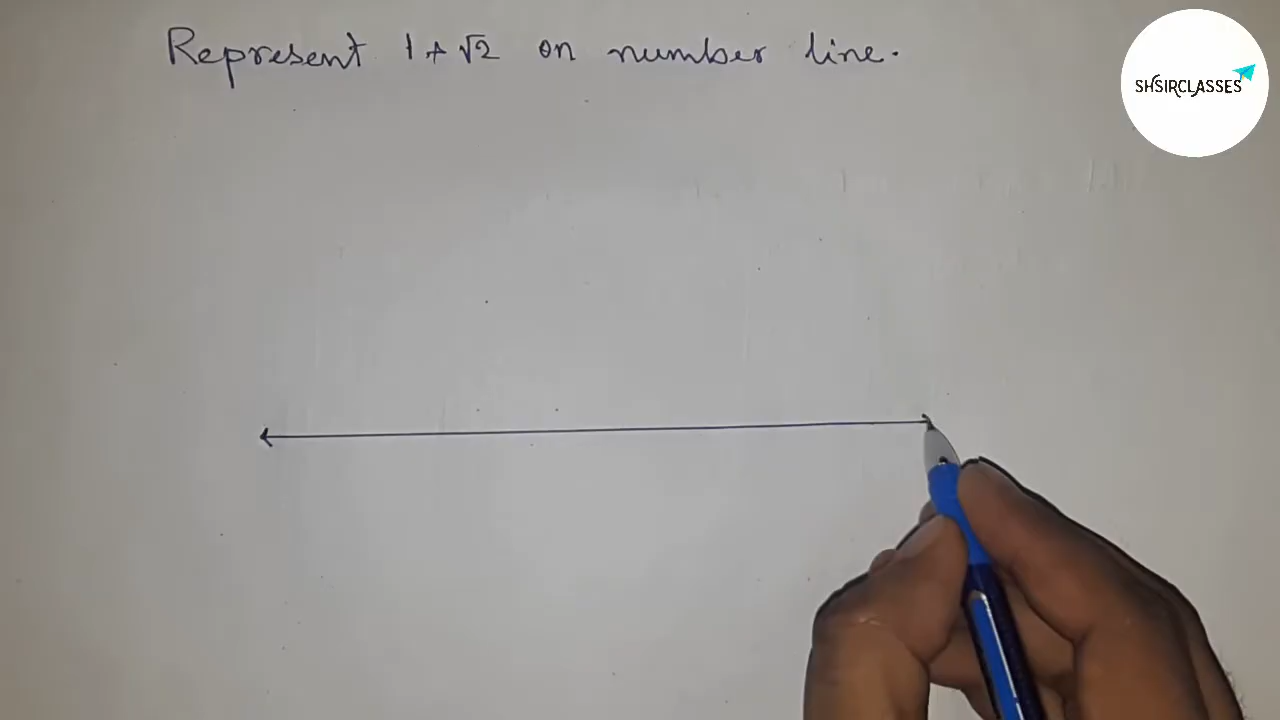 Represent 1 + √2 on number line.
SHSIRCLASSES